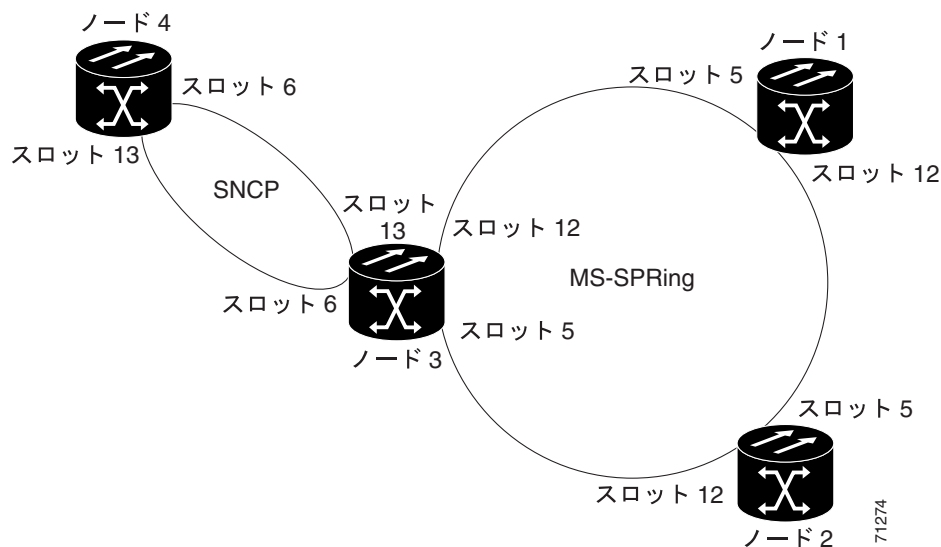 ノード 4
スロット 6
スロット 13
SNCP
スロット
13
スロット 6
ノード 3
スロット 12
スロット 5
MS-SPRing
ノード 1
スロット 5
スロット 12
スロット 5
スロット 12
ノード 2
71274